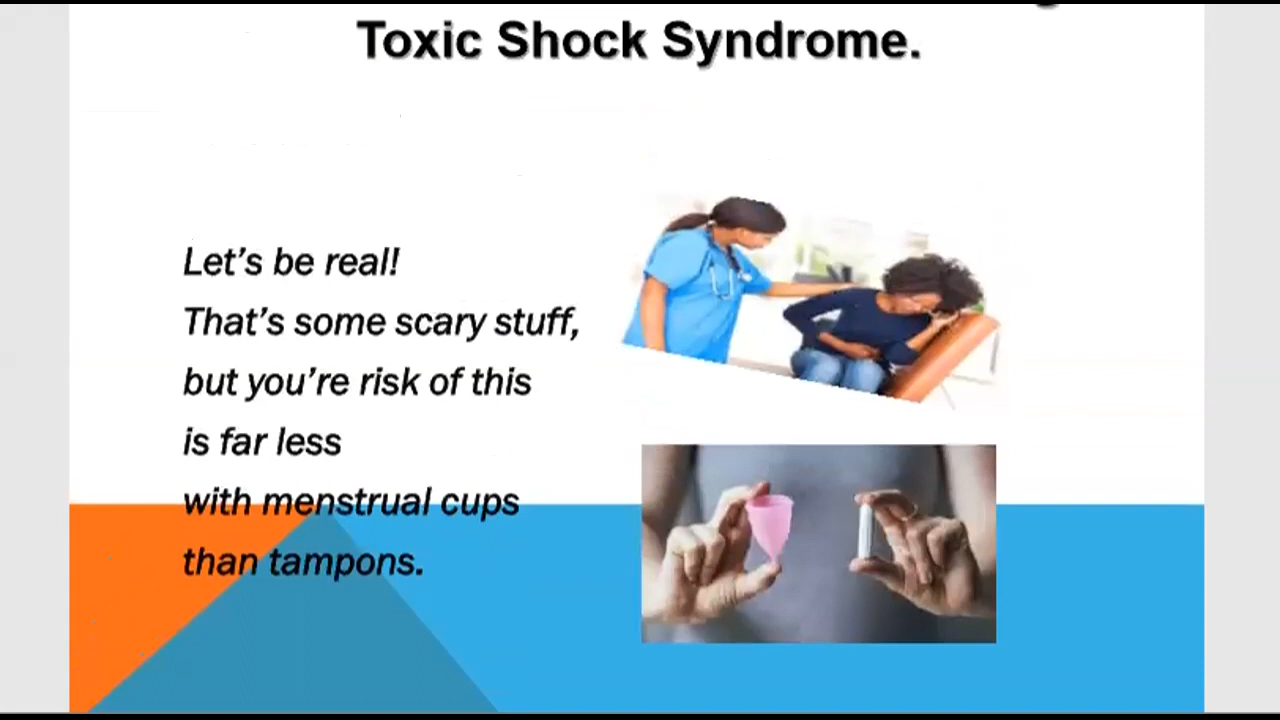 Toxic Shock Syndrome.
Let's be real!
That's some scary stuff,
but you're risk of this
is far less
with menstrual cups
than tampons.